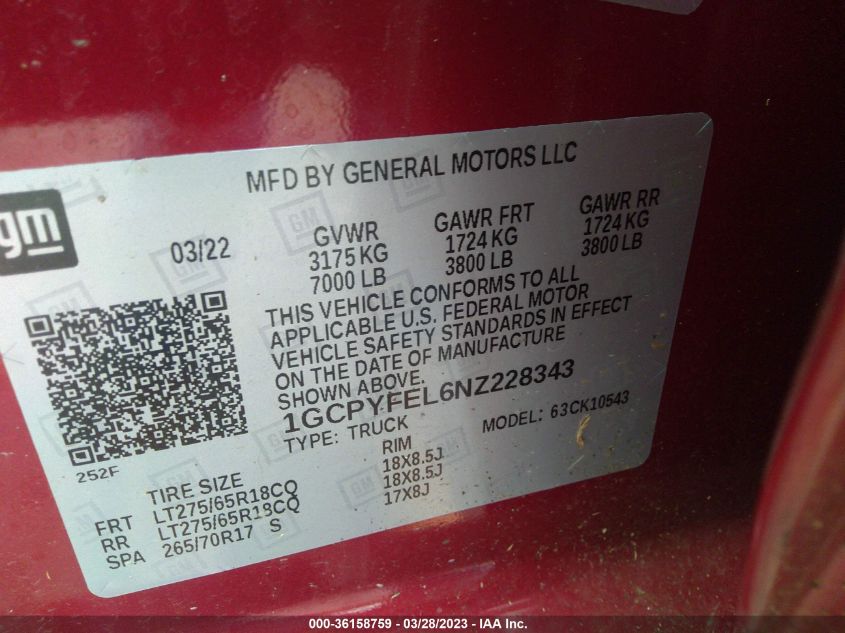 MFD BY GENERAL MOTORS LLC
gm
03/22
GVWR
3175 KG
7000 LB
GAWR FRT
1724 KG
3800 LB
GAWR RR
1724 KG
3800 LB
THIS VEHICLE CONFORMS TO ALL
APPLICABLE U.S. FEDERAL MOTOR
VEHICLE SAFETY STANDARDS IN EFFECT
ON THE DATE OF MANUFACTURE
SHOWN ABOVE.
1GCPYFEL6NZ228343
TYPE: TRUCK
MODEL: 63CK10543
252F
TIRE SIZE
RIM
FRT LT275/65R18CQ 18X8.5J
RR LT275/65R18CQ 18X8.5J
SPA 265/70R17 S 17X8J
000-36158759 — 03/28/2023 — IAA Inc.